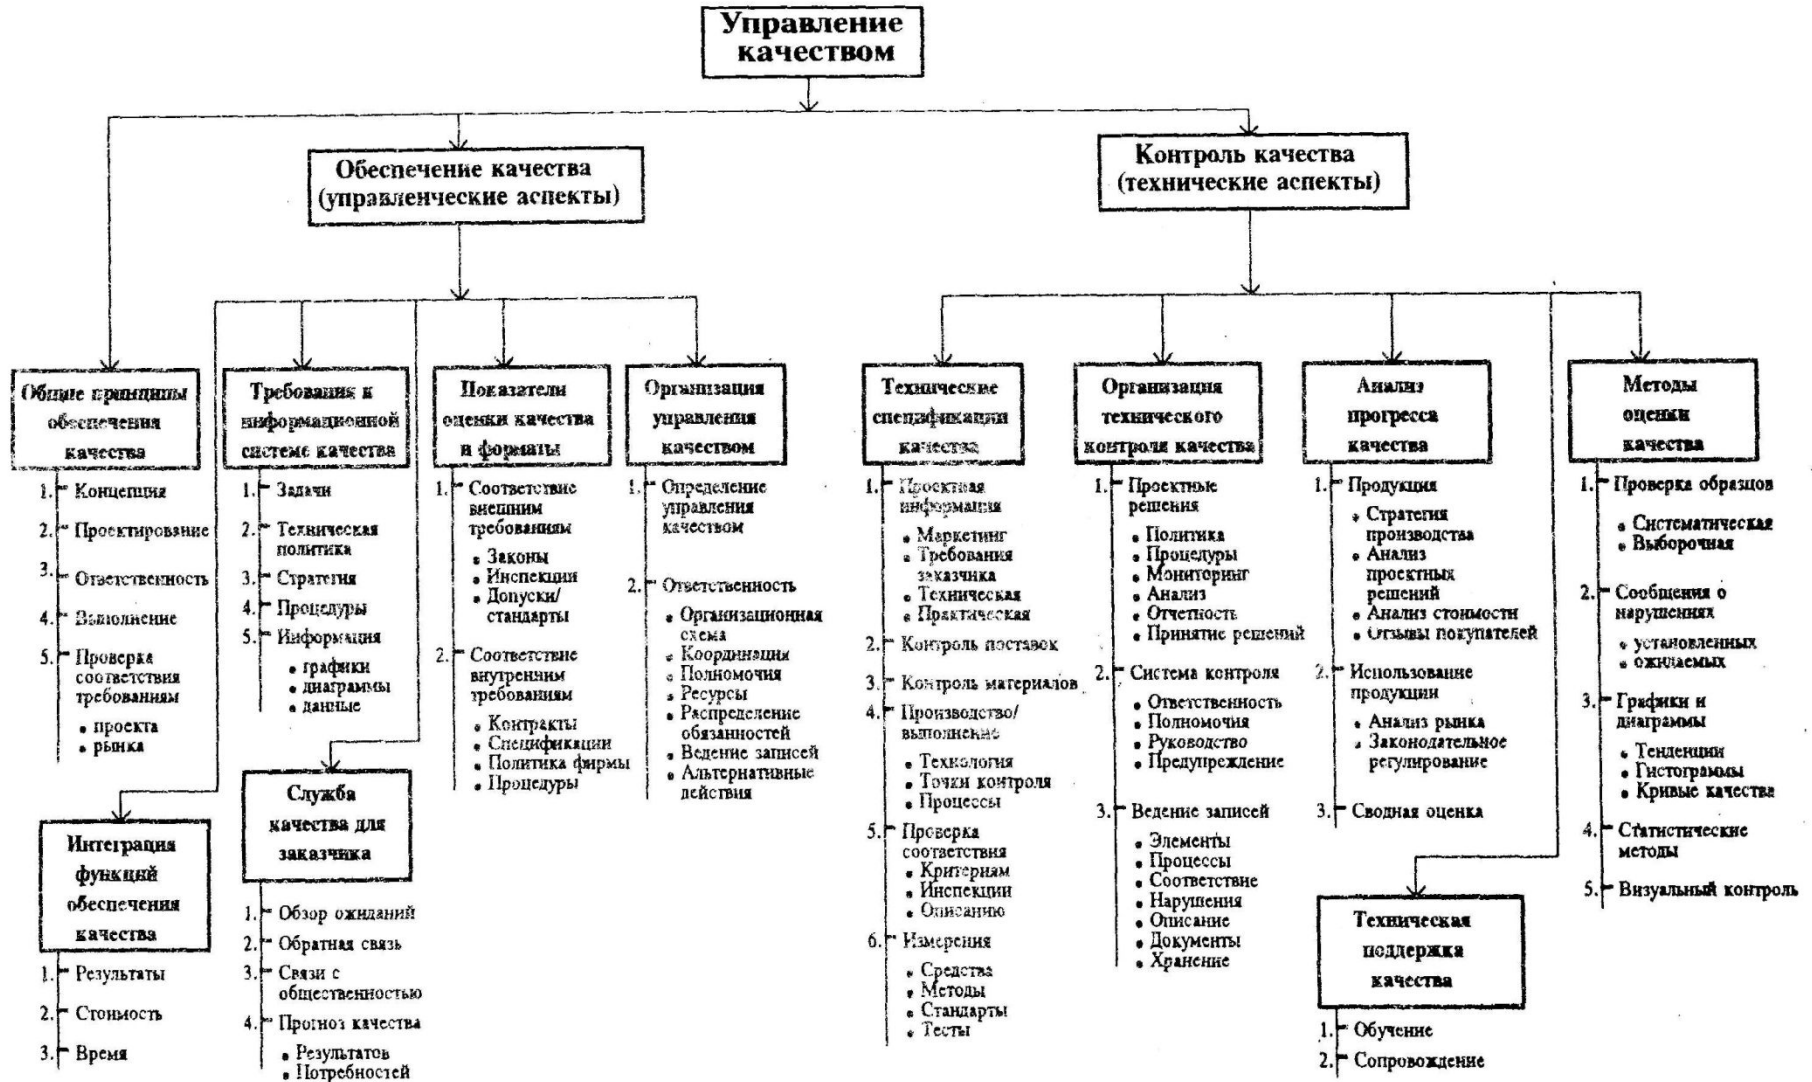 Управление
качеством
Обеспечение качества
(управленческие аспекты)
Контроль качества
(технические аспекты)
Общие принципы
обеспечения
качества
1. Концепция
2. Проектирование
3. Ответственность
4. Выполнение
5. Проверка
соответствия
требованиям
• проекта
• рынка
Требования к
информационной
системе качества
1. Задачи
2. Техническая
политика
3. Стратегия
4. Процедуры
5. Информация
• графики
• диаграммы
• данные
Показатели
оценки качества
и форматы
1. Соответствие
внешним
требованиям
• Законы
• Инспекции
• Допуски/
стандарты
2. Соответствие
внутренним
требованиям
• Контракты
• Спецификации
• Политика фирмы
• Процедуры
Организация
управления
качеством
1. Определение
управления
качеством
2. Ответственность
• Организационная
схема
• Координация
• Полномочия
• Ресурсы
• Распределение
обязанностей
• Ведение записей
• Альтернативные
действия
Интеграция
функций
обеспечения
качества
1. Результаты
2. Стоимость
3. Время
Служба
качества для
заказчика
1. Обзор ожиданий
2. Обратная связь
3. Связи с
общественностью
4. Прогноз качества
• Результатов
• Потребностей
Технические
спецификации
качества
1. Проектная
информация
• Маркетинг
• Требования
заказчика
• Техническая
• Практическая
2. Контроль поставок
3. Контроль материалов
4. Производство/
выполнение
• Технология
• Точки контроля
• Процессы
5. Проверка
соответствия
• Критериям
• Инспекции
• Описанию
6. Измерения
• Средства
• Методы
• Стандарты
• Тесты
Организация
технического
контроля качества
1. Проектные
решения
• Политика
• Процедуры
• Мониторинг
• Анализ
• Отчетность
• Принятие решений
2. Система контроля
• Ответственность
• Полномочия
• Руководство
• Предупреждение
3. Ведение записей
• Элементы
• Процессы
• Соответствие
• Нарушения
• Описание
• Документы
• Хранение
Анализ
прогресса
качества
1. Продукция
• Стратегия
производства
• Анализ
проектных
решений
• Анализ стоимости
• Отзывы покупателей
2. Использование
продукции
• Анализ рынка
• Законодательное
регулирование
3. Сводная оценка
Техническая
поддержка
качества
1. Обучение
2. Сопровождение
Методы
оценки
качества
1. Проверка образцов
• Систематическая
• Выборочная
2. Сообщения о
нарушениях
• установленных
• ожидаемых
3. Графики и
диаграммы
• Тенденции
• Гистограммы
• Кривые качества
4. Статистические
методы
5. Визуальный контроль